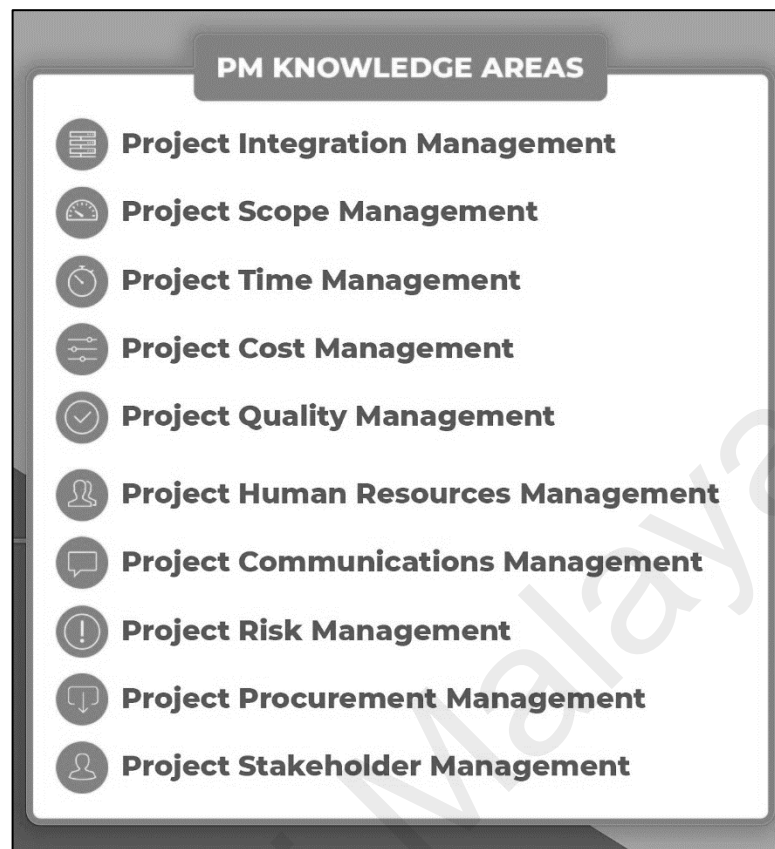 PM KNOWLEDGE AREAS
Project Integration Management
Project Scope Management
Project Time Management
Project Cost Management
Project Quality Management
Project Human Resources Management
Project Communications Management
Project Risk Management
Project Procurement Management
Project Stakeholder Management